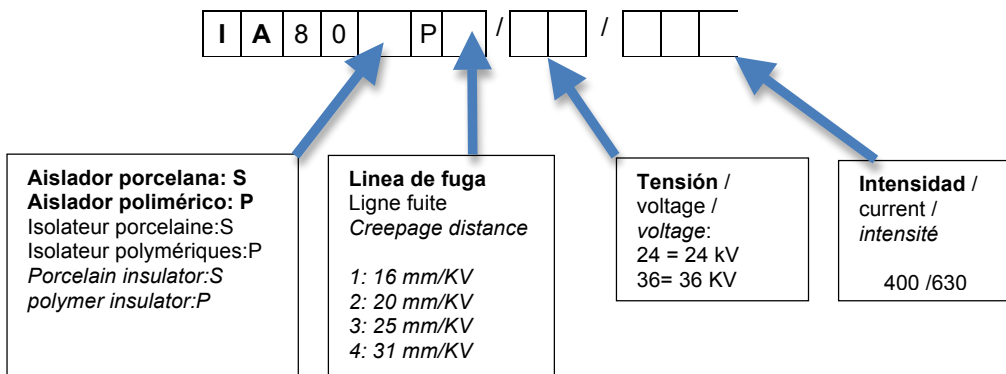 I A 8 0 P / /
Aislador porcelana: S
Aislador polimérico: P
Isolateur porcelaine:S
Isolateur polymériques:P
Porcelain insulator:S
polymer insulator:P
Linea de fuga
Ligne fuite
Creepage distance
1: 16 mm/KV
2: 20 mm/KV
3: 25 mm/KV
4: 31 mm/KV
Tensión /
voltage /
voltage:
24 = 24 kV
36= 36 KV
Intensidad /
current /
intensité
400 /630